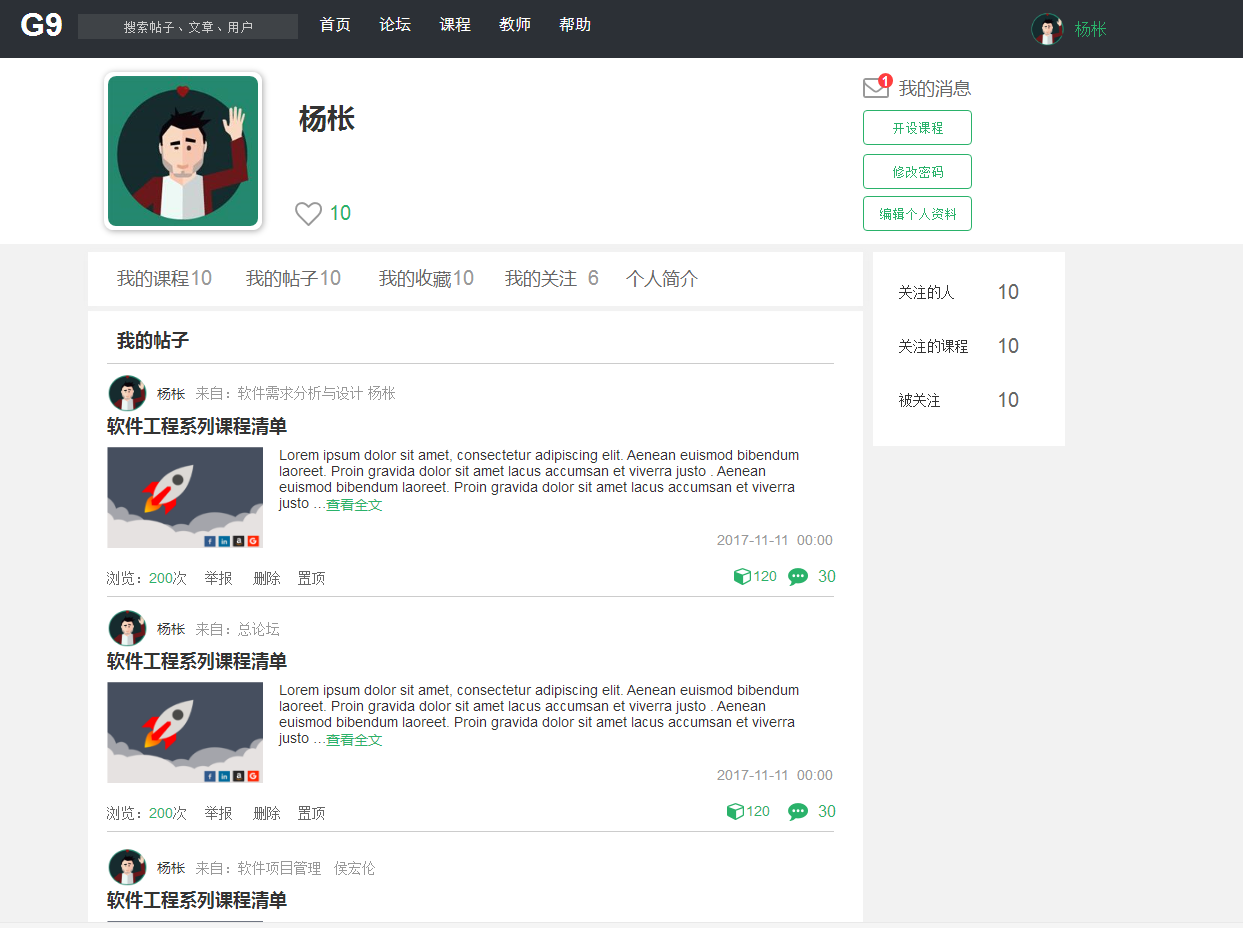 G9 搜索帖子、文章、用户 首页 论坛 课程 教师 帮助 杨枨
杨枨
10
1 我的消息
开设课程
修改密码
编辑个人资料
我的课程10 我的帖子10 我的收藏10 我的关注 6 个人简介
关注的人 10
关注的课程 10
被关注 10
我的帖子
杨枨 来自：软件需求分析与设计 杨枨
软件工程系列课程清单
Lorem ipsum dolor sit amet, consectetur adipiscing elit. Aenean euismod bibendum
laoreet. Proin gravida dolor sit amet lacus accumsan et viverra justo . Aenean
euismod bibendum laoreet. Proin gravida dolor sit amet lacus accumsan et viverra
justo ...查看全文
f in a G
2017-11-11 00:00
浏览：200次 举报 删除 置顶 120 30
杨枨 来自：总论坛
软件工程系列课程清单
Lorem ipsum dolor sit amet, consectetur adipiscing elit. Aenean euismod bibendum
laoreet. Proin gravida dolor sit amet lacus accumsan et viverra justo . Aenean
euismod bibendum laoreet. Proin gravida dolor sit amet lacus accumsan et viverra
justo ...查看全文
f in a G
2017-11-11 00:00
浏览：200次 举报 删除 置顶 120 30
杨枨 来自：软件项目管理 侯宏伦
软件工程系列课程清单